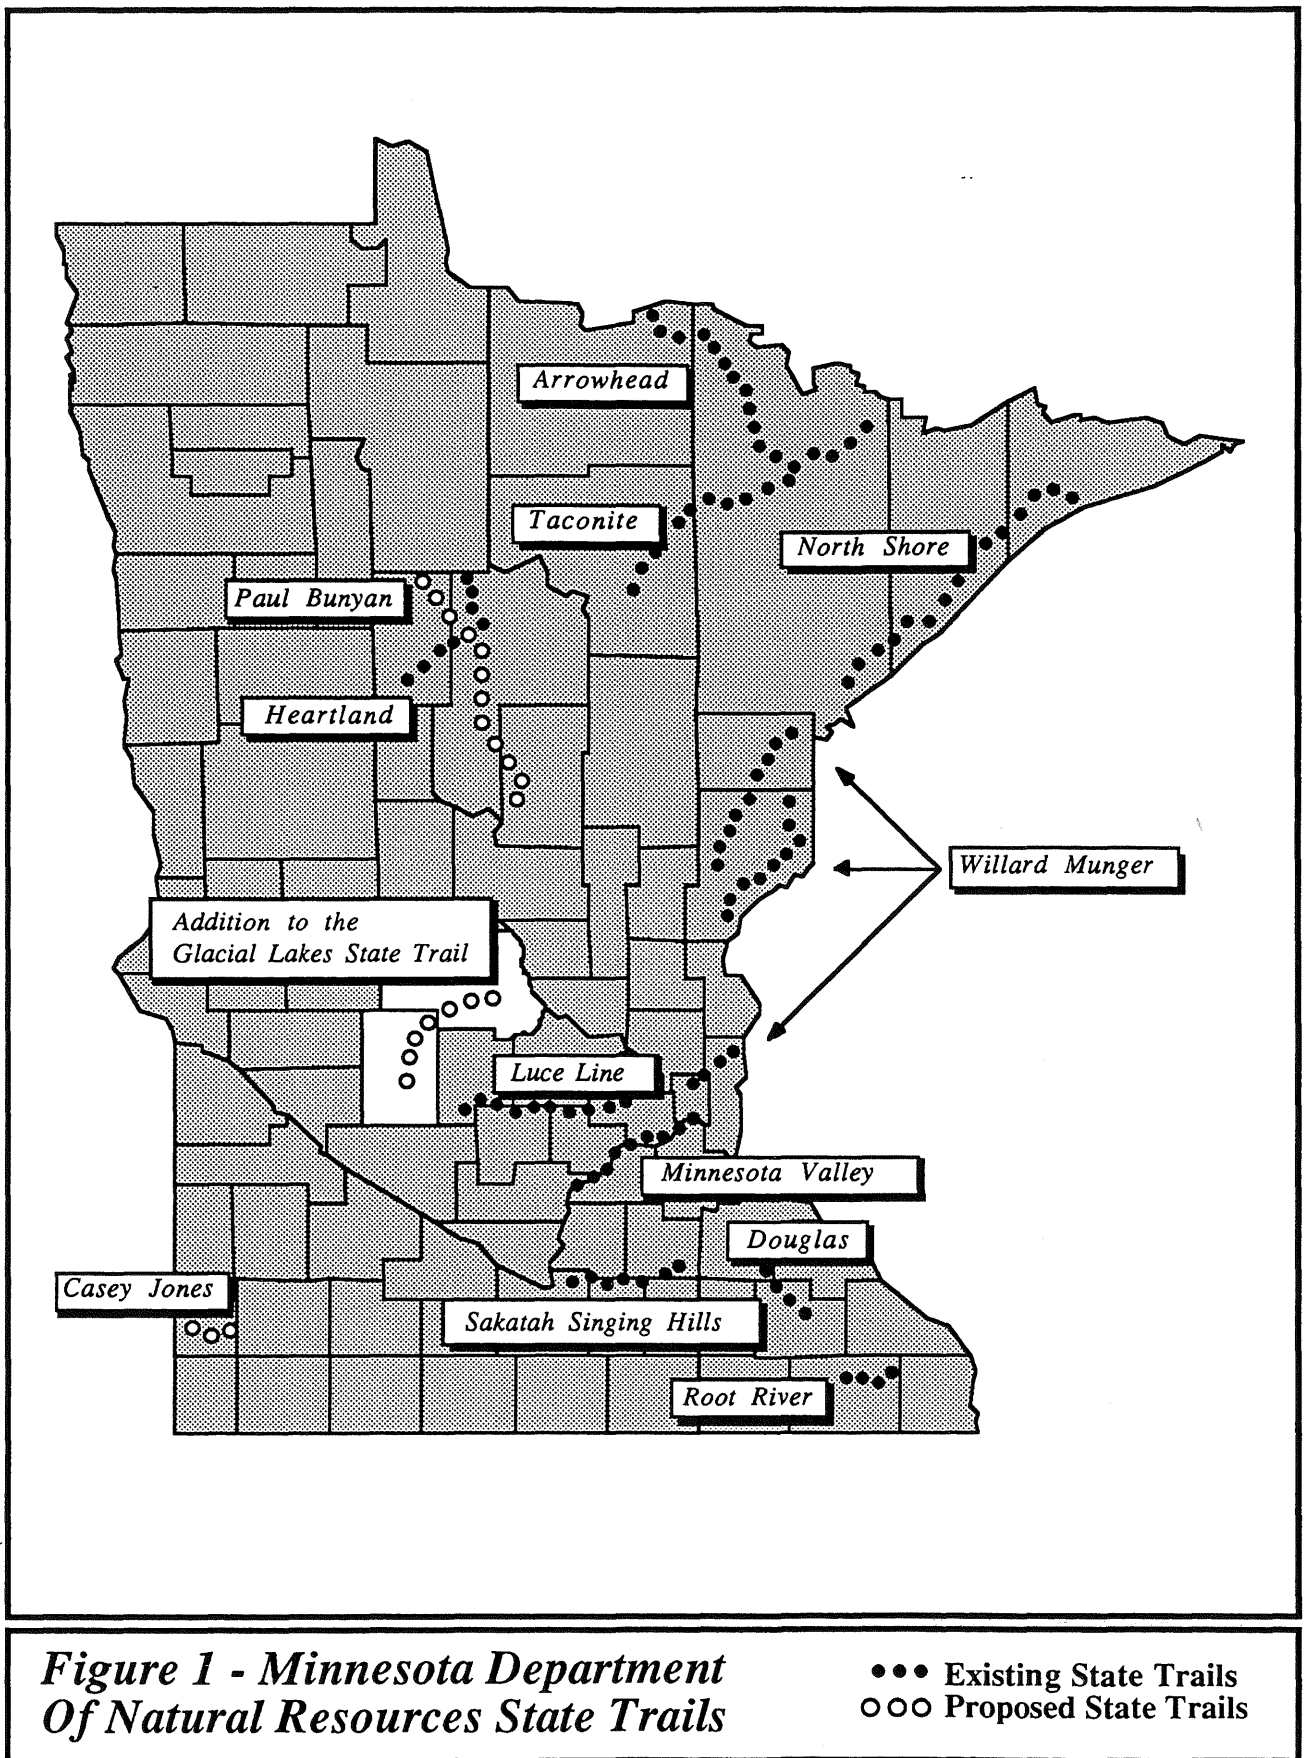 Arrowhead
Taconite
North Shore
Paul Bunyan
Heartland
Willard Munger
Addition to the
Glacial Lakes State Trail
Luce Line
Minnesota Valley
Douglas
Casey Jones
Sakatah Singing Hills
Root River
Figure 1 - Minnesota Department
Of Natural Resources State Trails
Existing State Trails
Proposed State Trails